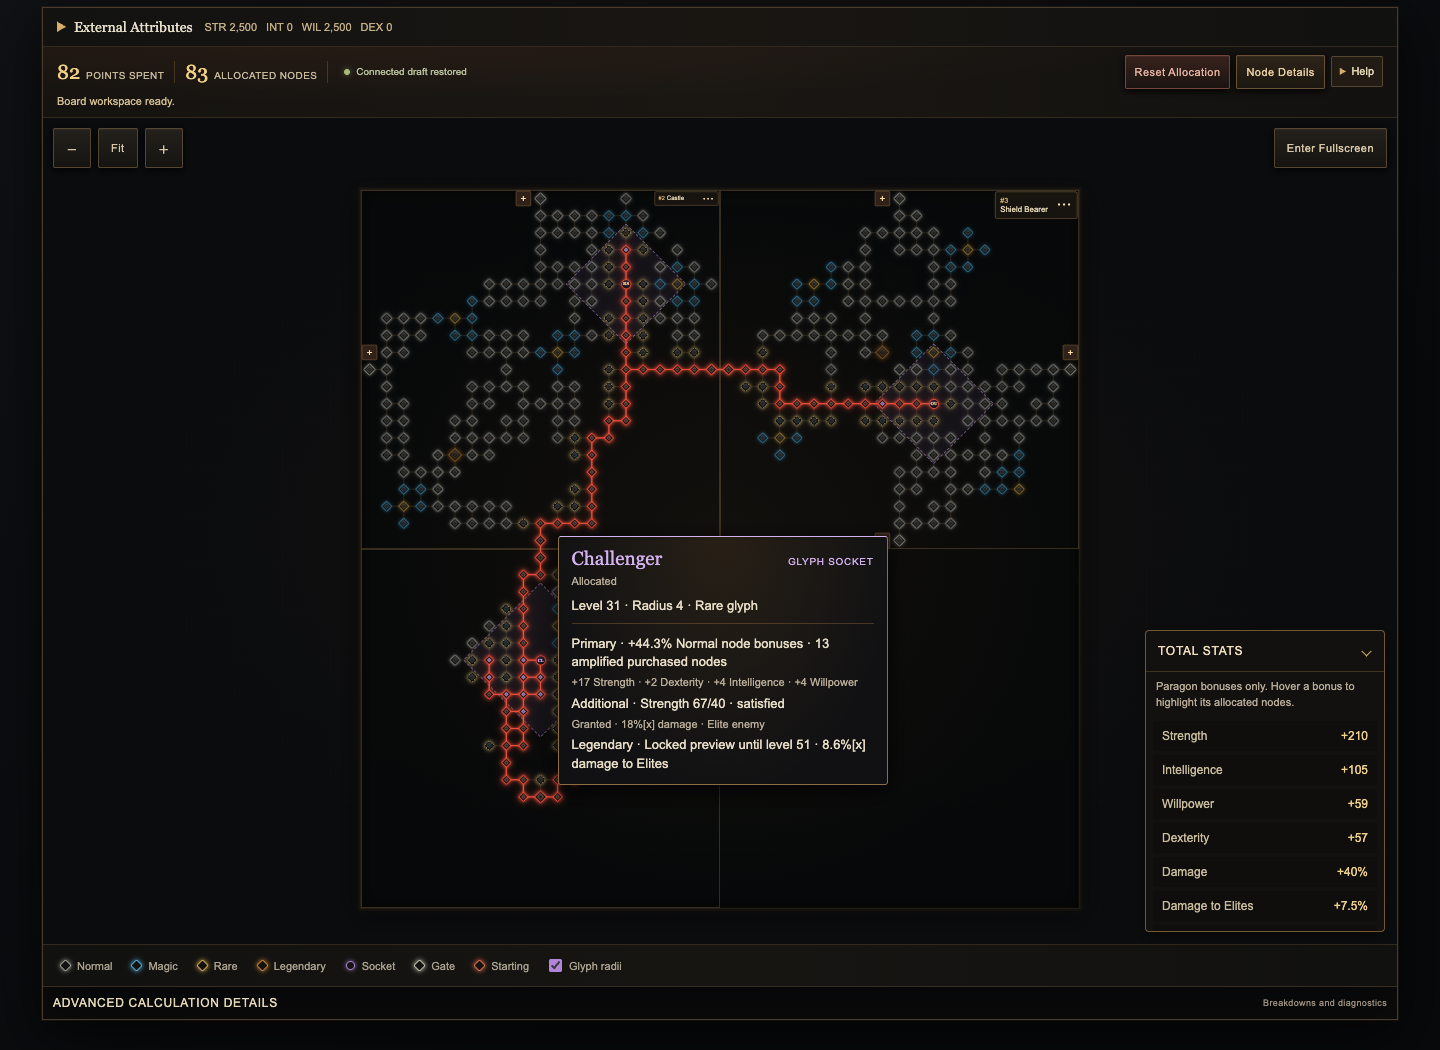 External Attributes STR 2,500 INT 0 WIL 2,500 DEX 0
82 POINTS SPENT 83 ALLOCATED NODES Connected draft restored
Reset Allocation Node Details Help
Board workspace ready.
− Fit +
Enter Fullscreen
+ #2 Castle ...
+ #3
Shield Bearer ...
+
+
Challenger GLYPH SOCKET
Allocated
Level 31 · Radius 4 · Rare glyph
Primary · +44.3% Normal node bonuses · 13
amplified purchased nodes
+17 Strength · +2 Dexterity · +4 Intelligence · +4 Willpower
Additional · Strength 67/40 · satisfied
Granted · 18%[x] damage · Elite enemy
Legendary · Locked preview until level 51 · 8.6%[x]
damage to Elites
TOTAL STATS
Paragon bonuses only. Hover a bonus to
highlight its allocated nodes.
Strength +210
Intelligence +105
Willpower +59
Dexterity +57
Damage +40%
Damage to Elites +7.5%
Normal Magic Rare Legendary Socket Gate Starting Glyph radii
ADVANCED CALCULATION DETAILS
Breakdowns and diagnostics